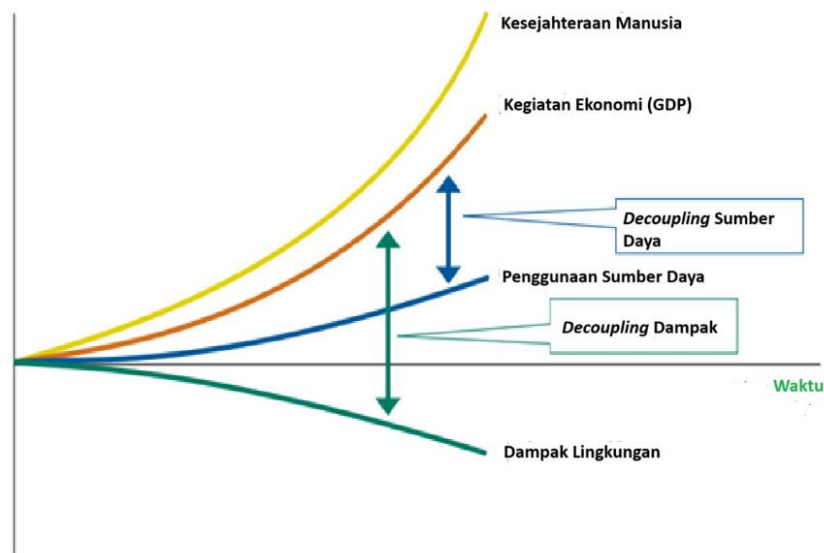 Kesejahteraan Manusia
Kegiatan Ekonomi (GDP)
Decoupling Sumber
Daya
Penggunaan Sumber Daya
Decoupling Dampak
Waktu
Dampak Lingkungan